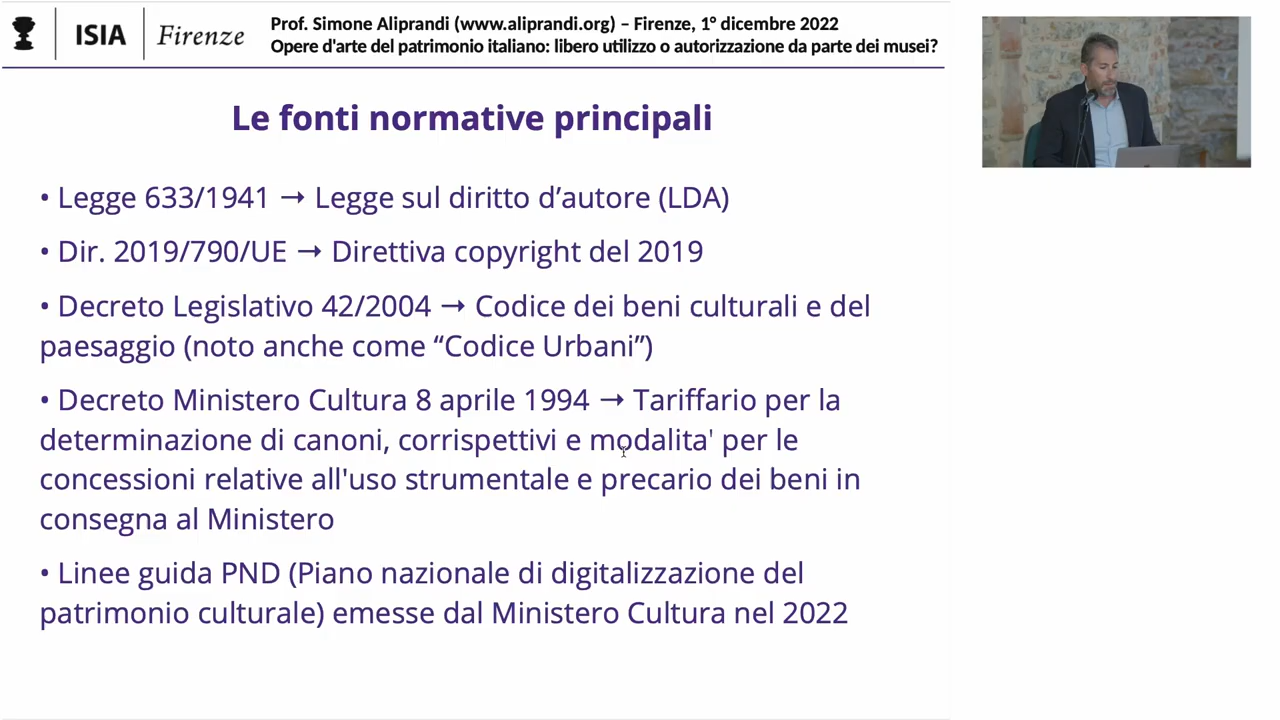 ISIA Firenze
Prof. Simone Aliprandi (www.aliprandi.org) – Firenze, 1° dicembre 2022
Opere d'arte del patrimonio italiano: libero utilizzo o autorizzazione da parte dei musei?
Le fonti normative principali
• Legge 633/1941 → Legge sul diritto d’autore (LDA)
• Dir. 2019/790/UE → Direttiva copyright del 2019
• Decreto Legislativo 42/2004 → Codice dei beni culturali e del
paesaggio (noto anche come “Codice Urbani”)
• Decreto Ministero Cultura 8 aprile 1994 → Tariffario per la
determinazione di canoni, corrispettivi e modalita' per le
concessioni relative all'uso strumentale e precario dei beni in
consegna al Ministero
• Linee guida PND (Piano nazionale di digitalizzazione del
patrimonio culturale) emesse dal Ministero Cultura nel 2022